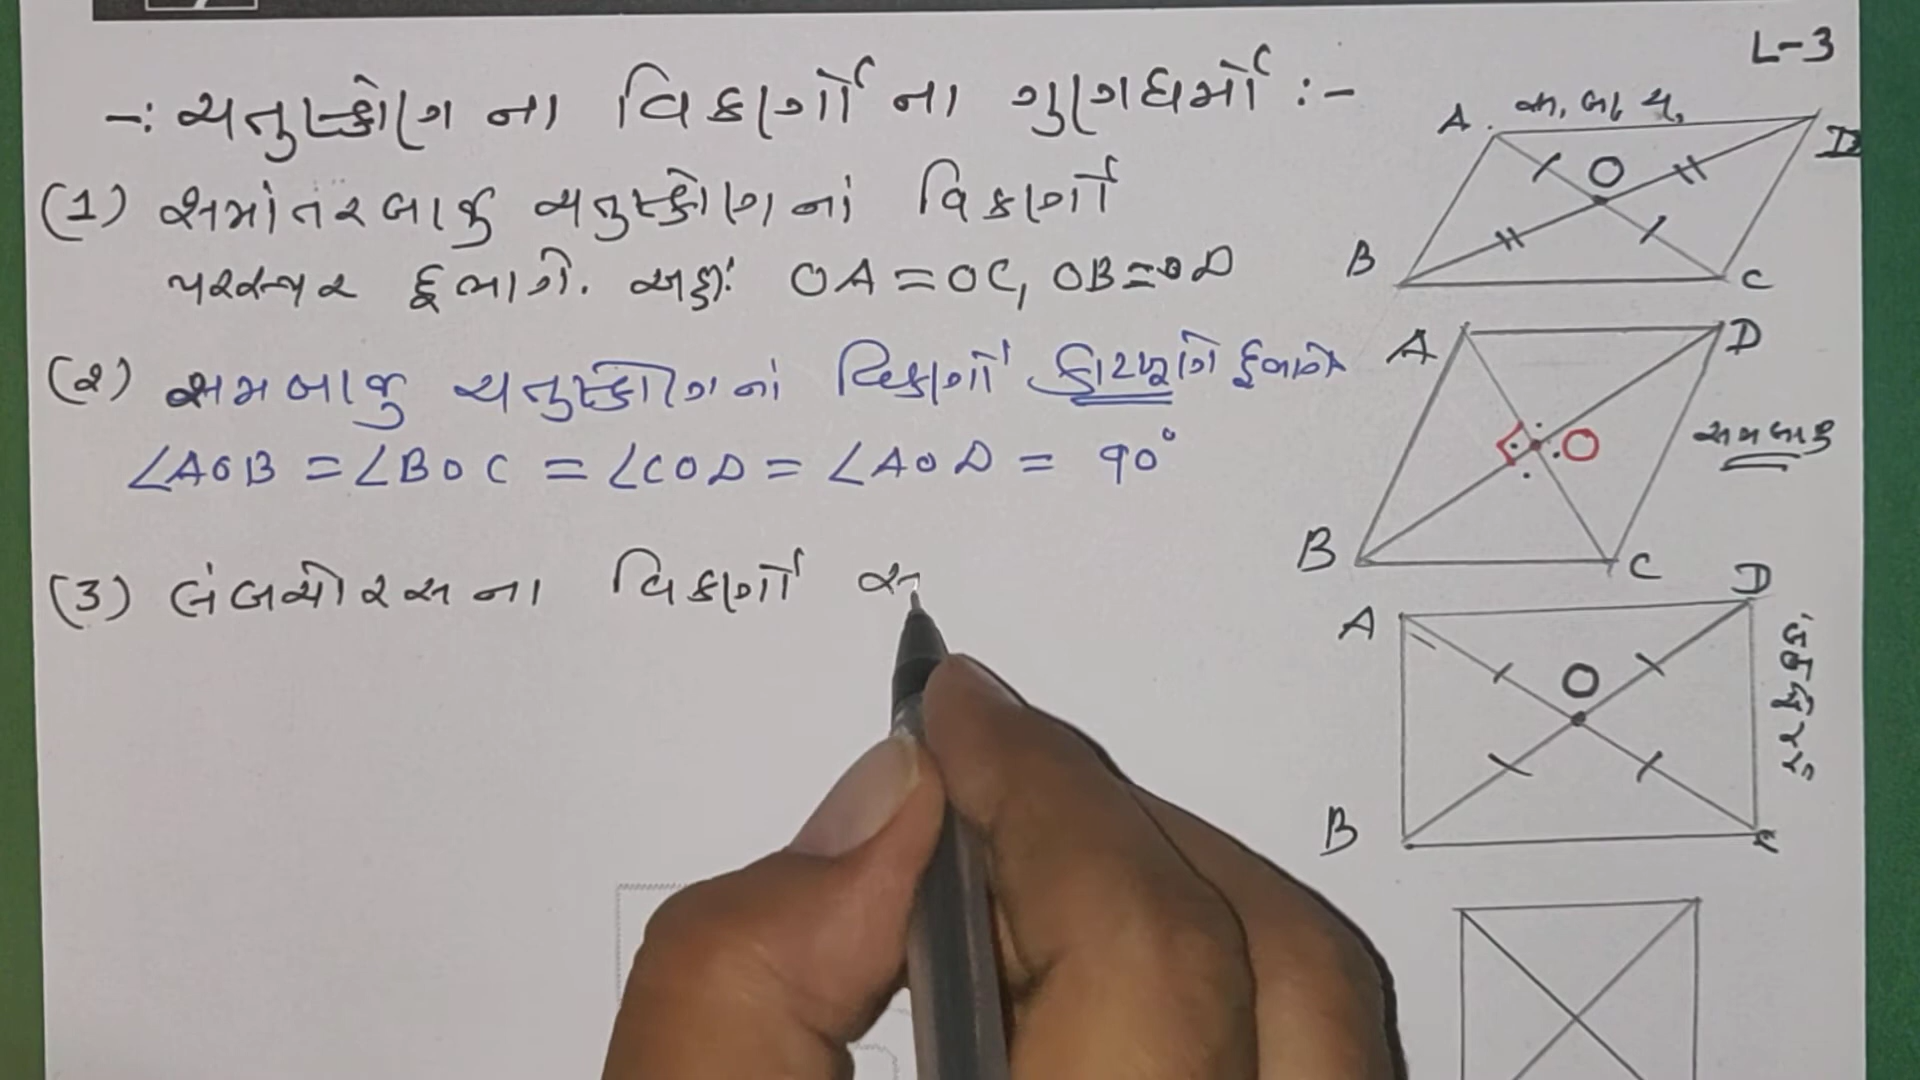 L-3
-: ચતુષ્કોણ ના વિકર્ણો ના ગુણધર્મો :-
(1) સમાંતરબાજુ ચતુષ્કોણનાં વિકર્ણો
પરસ્પર દુભાગે. અહીં: OA=OC, OB=OD
(૨) સમબાજુ ચતુષ્કોણનાં વિકર્ણો કાટખૂણે દુભાગે
∠AOB = ∠BOC = ∠COD = ∠AOD = 90°
(3) લંબચોરસના વિકર્ણો સ
A સ. બા. ચ. D
O
B C
A D
O
સમબાજુ
B C
A D
O
લંબચોરસ
B C